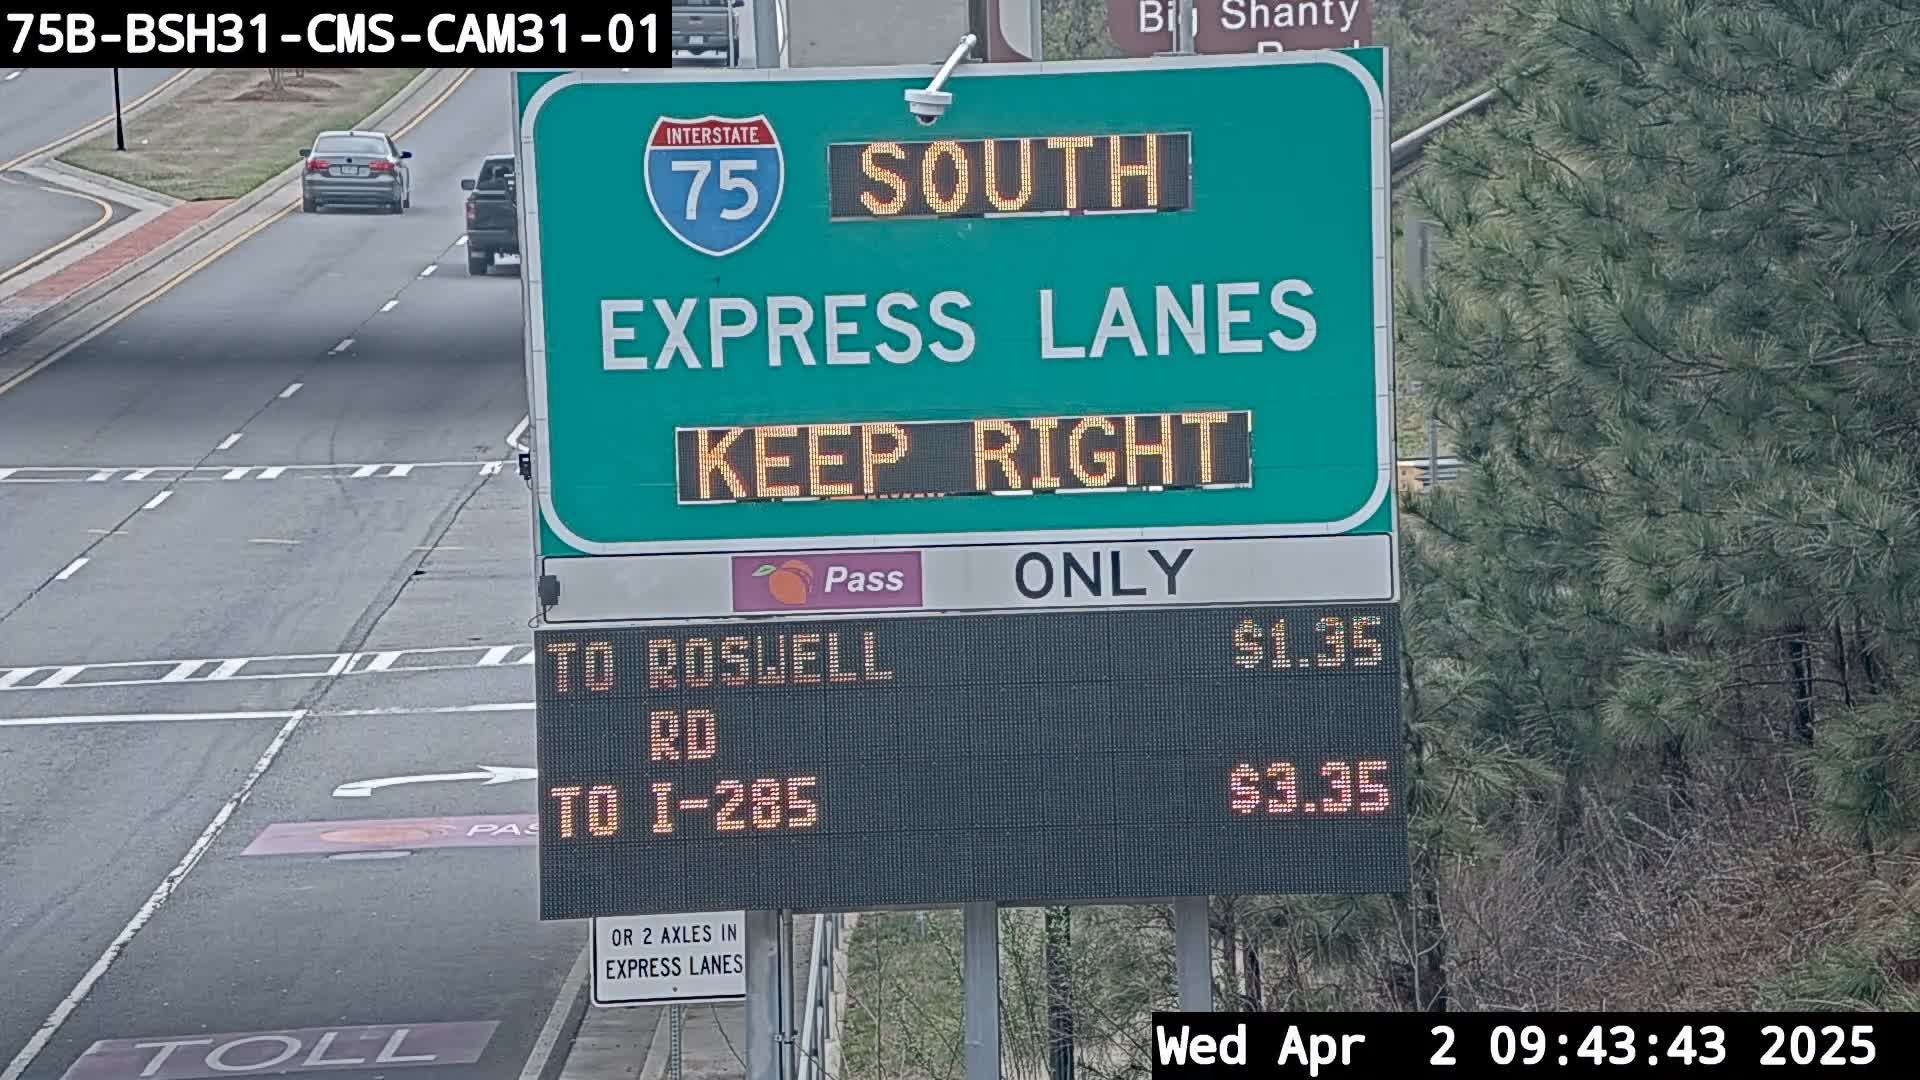 75B-BSH31-CMS-CAM31-01
Big Shanty
Road
INTERSTATE
75
SOUTH
EXPRESS LANES
KEEP RIGHT
Pass ONLY
TO ROSWELL $1.35
RD
TO I-285 $3.35
PAS
OR 2 AXLES IN
EXPRESS LANES
TOLL
Wed Apr 2 09:43:43 2025